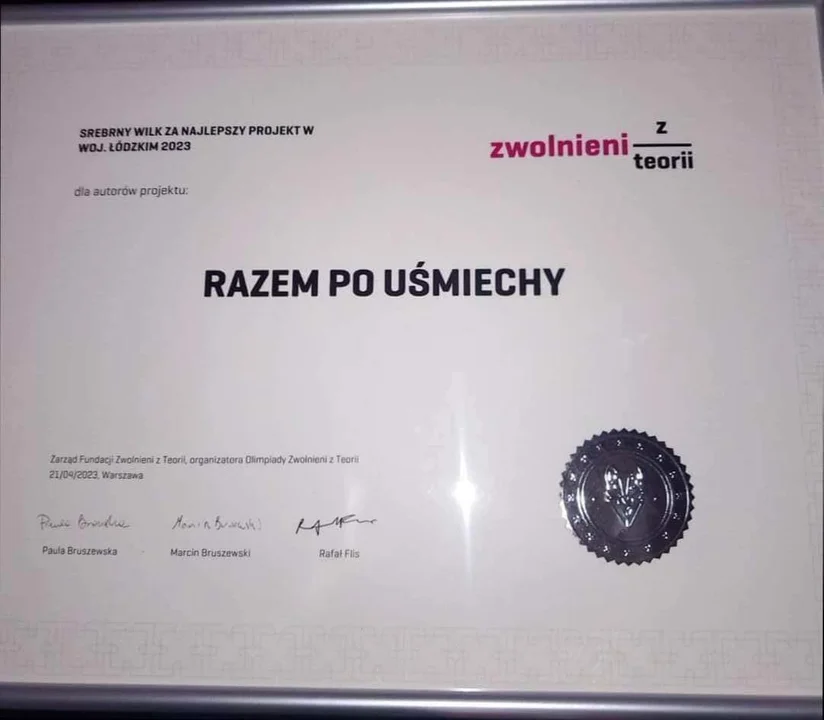 SREBRNY WILK ZA NAJLEPSZY PROJEKT W
WOJ. ŁÓDZKIM 2023
dla autorów projektu:
zwolnieni z teorii
RAZEM PO UŚMIECHY
Zarząd Fundacji Zwolnieni z Teorii, organizatora Olimpiady Zwolnieni z Teorii
21/04/2023, Warszawa
Paula Bruszewska
Marcin Bruszewski
Rafał Flis